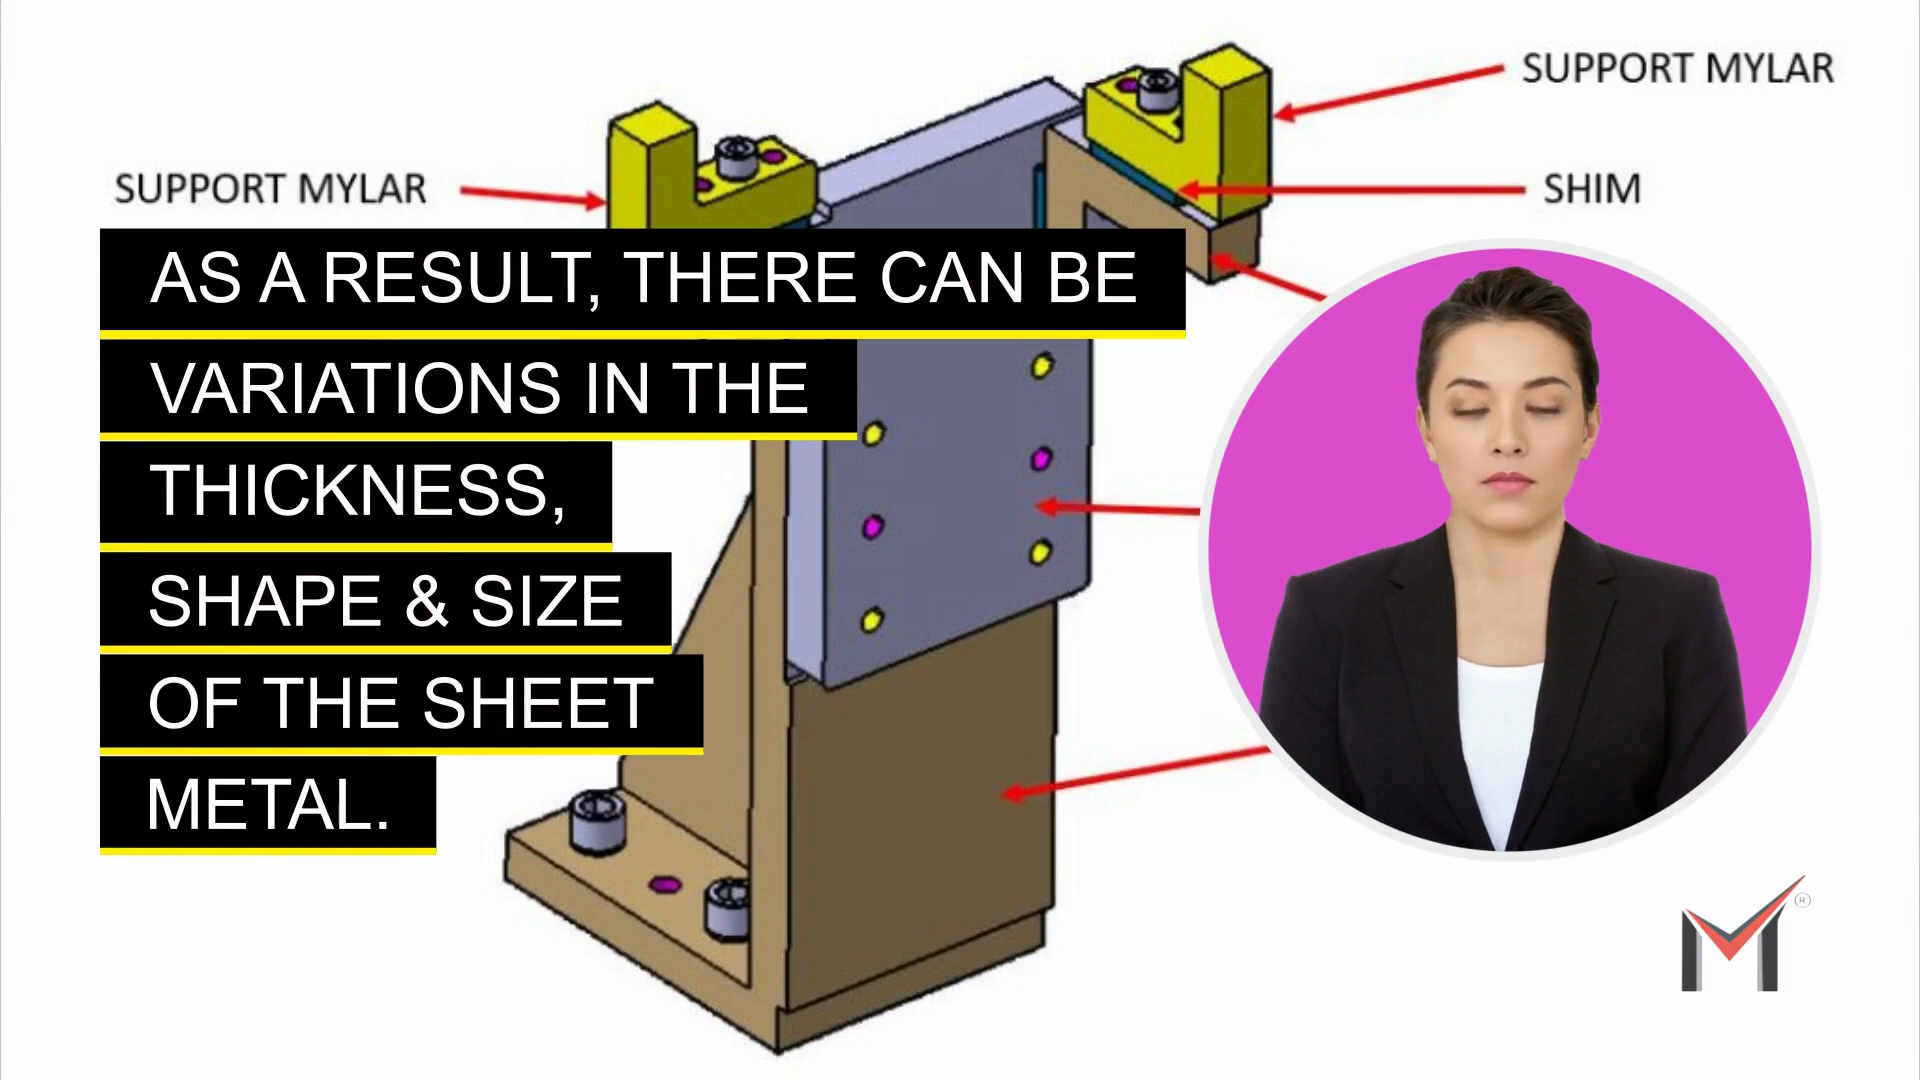 SUPPORT MYLAR
SUPPORT MYLAR
SHIM
AS A RESULT, THERE CAN BE
VARIATIONS IN THE
THICKNESS,
SHAPE & SIZE
OF THE SHEET
METAL.
M®